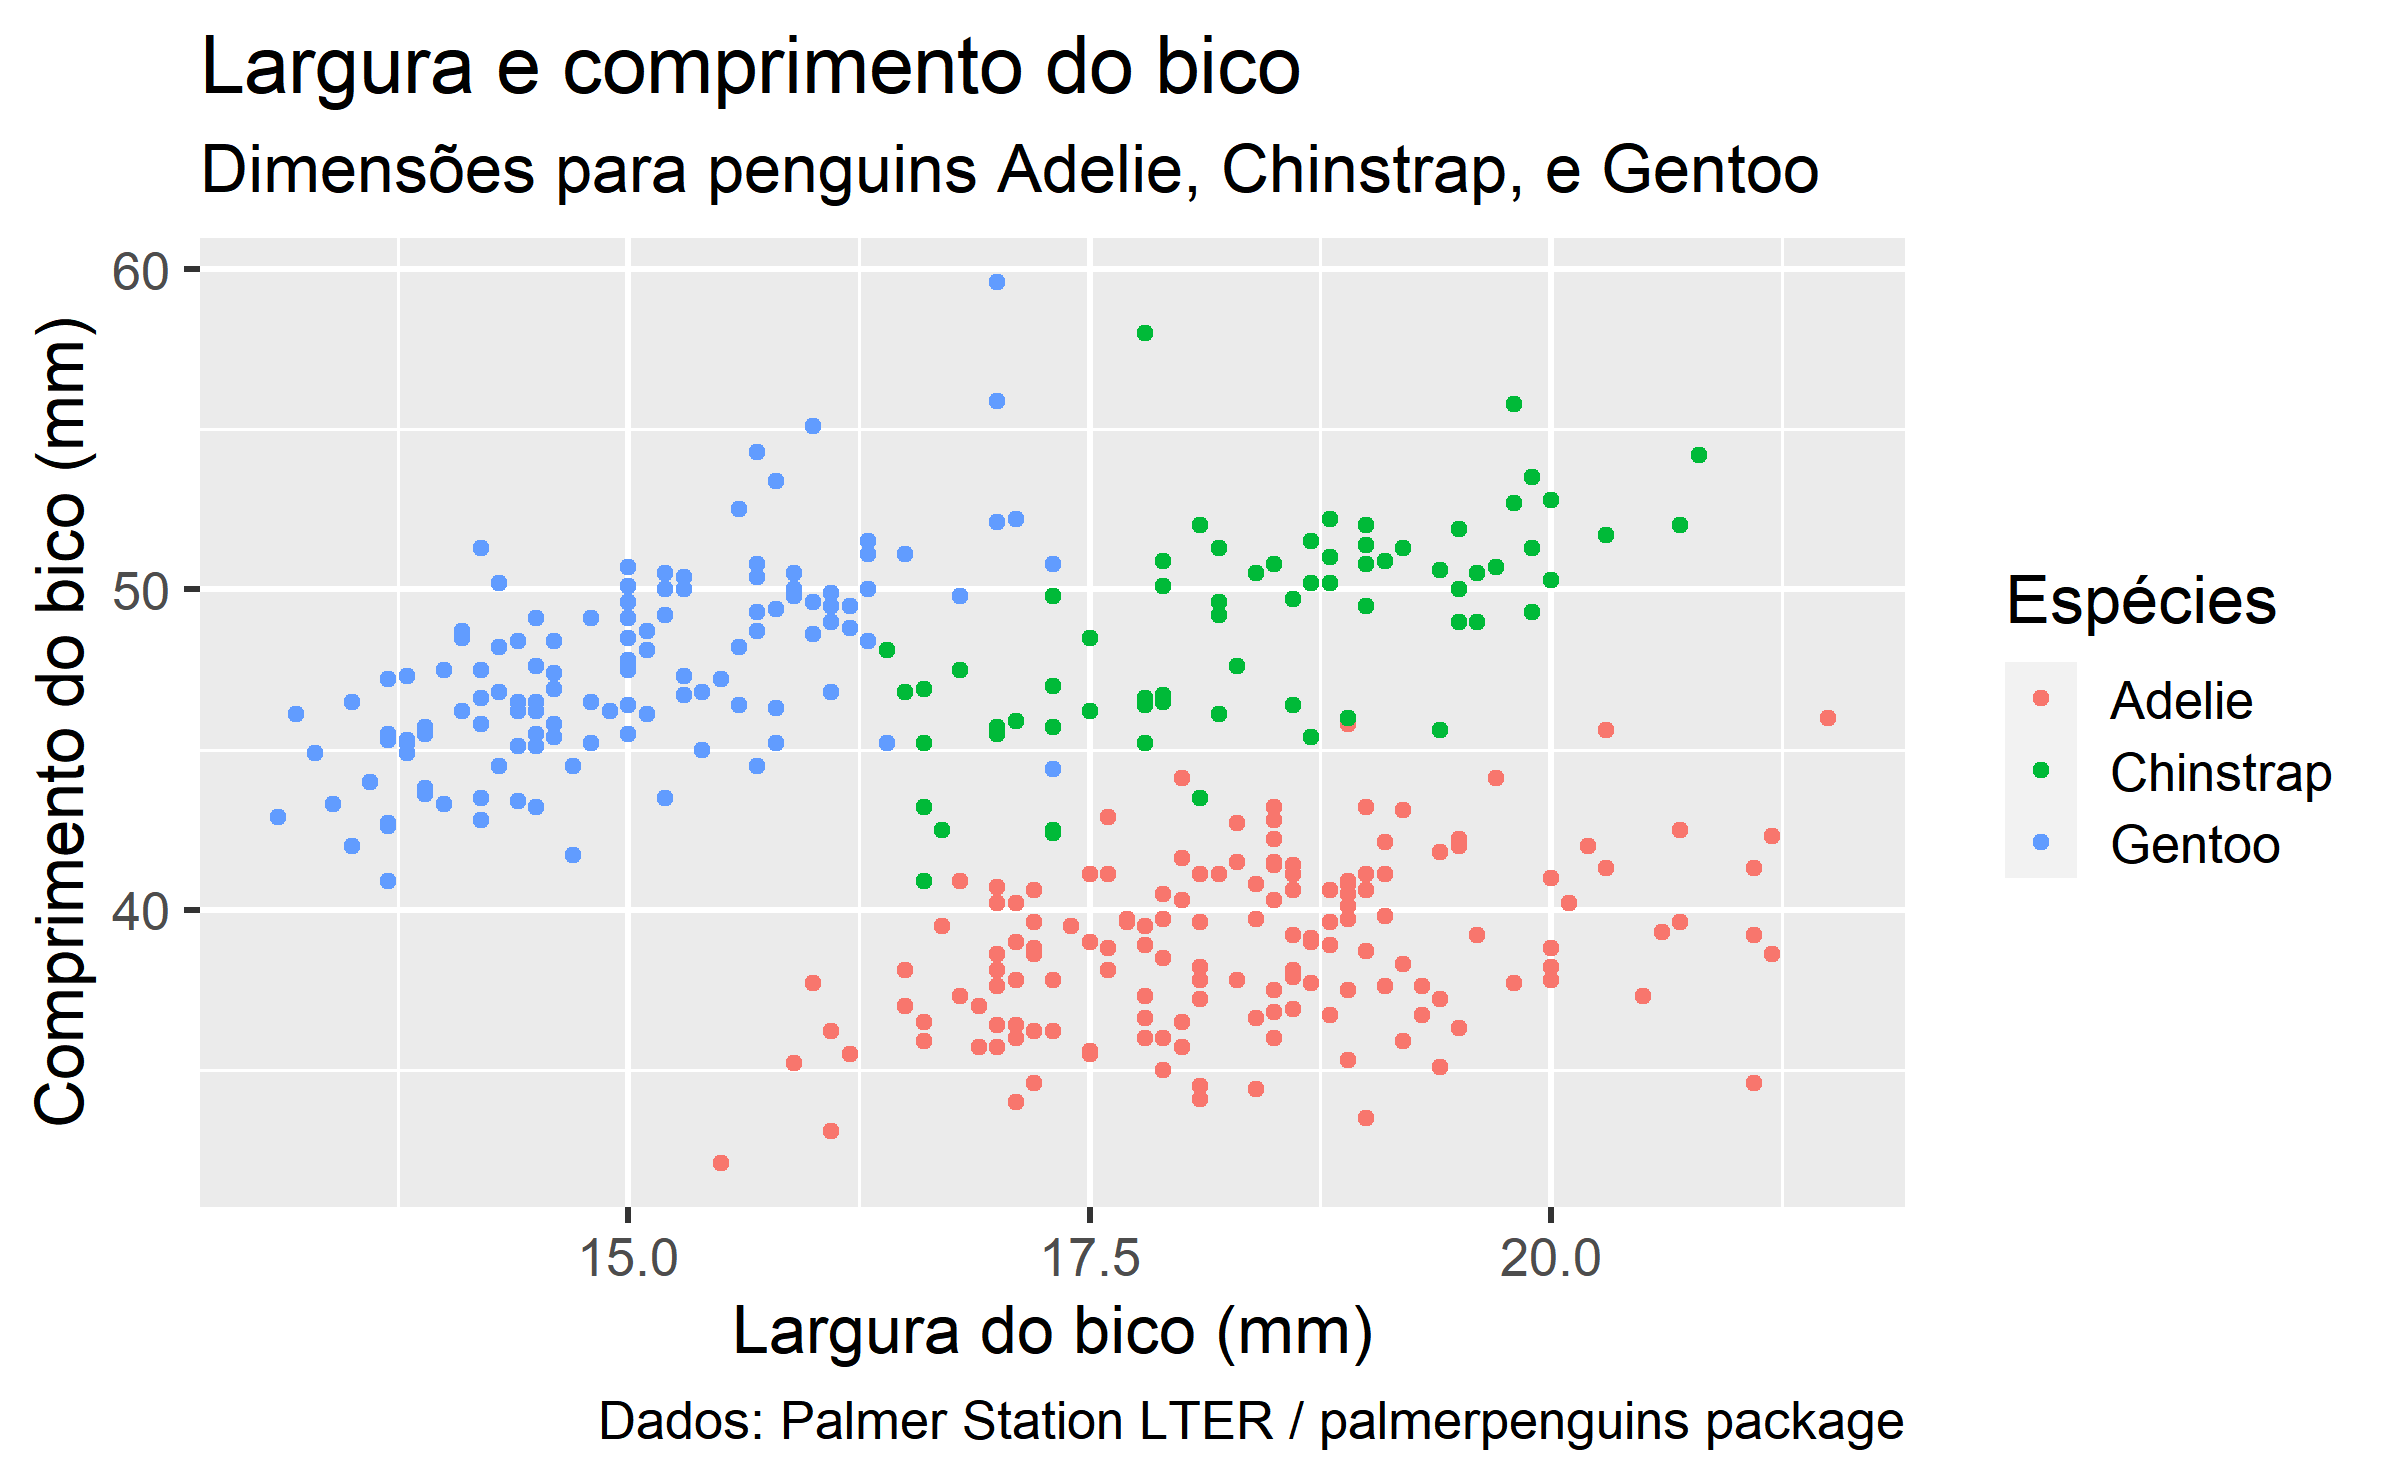 Largura e comprimento do bico
Dimensões para penguins Adelie, Chinstrap, e Gentoo
Comprimento do bico (mm)
60
50
40
15.0
17.5
20.0
Largura do bico (mm)
Espécies
Adelie
Chinstrap
Gentoo
Dados: Palmer Station LTER / palmerpenguins package